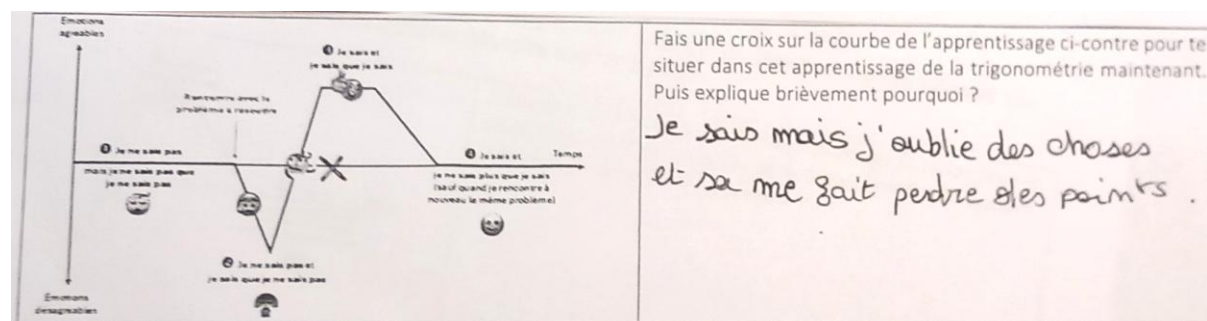 Emotions
agréables
❸ Je sais et
je sais que je sais
Rencontre avec le
problème à résoudre
❶ Je ne sais pas
mais je ne sais pas que
je ne sais pas
❹ Je sais et
Temps
je ne sais plus que je sais
(sauf quand je rencontre à
nouveau le même problème)
❷ Je ne sais pas et
je sais que je ne sais pas
Emotions
désagréables
Fais une croix sur la courbe de l'apprentissage ci-contre pour te
situer dans cet apprentissage de la trigonométrie maintenant.
Puis explique brièvement pourquoi ?
Je sais mais j'oublie des choses
et sa me fait perdre des points.